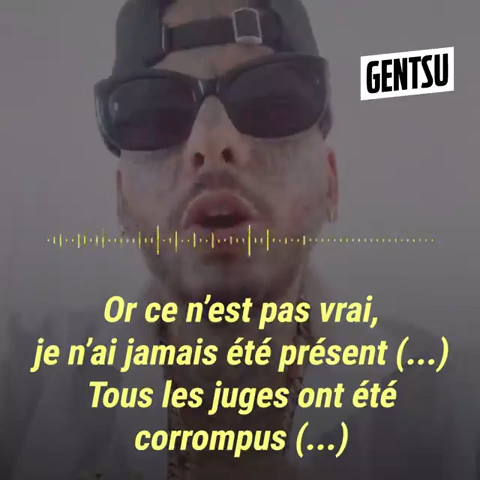 GENTSU
Or ce n’est pas vrai,
je n’ai jamais été présent (...)
Tous les juges ont été
corrompus (...)